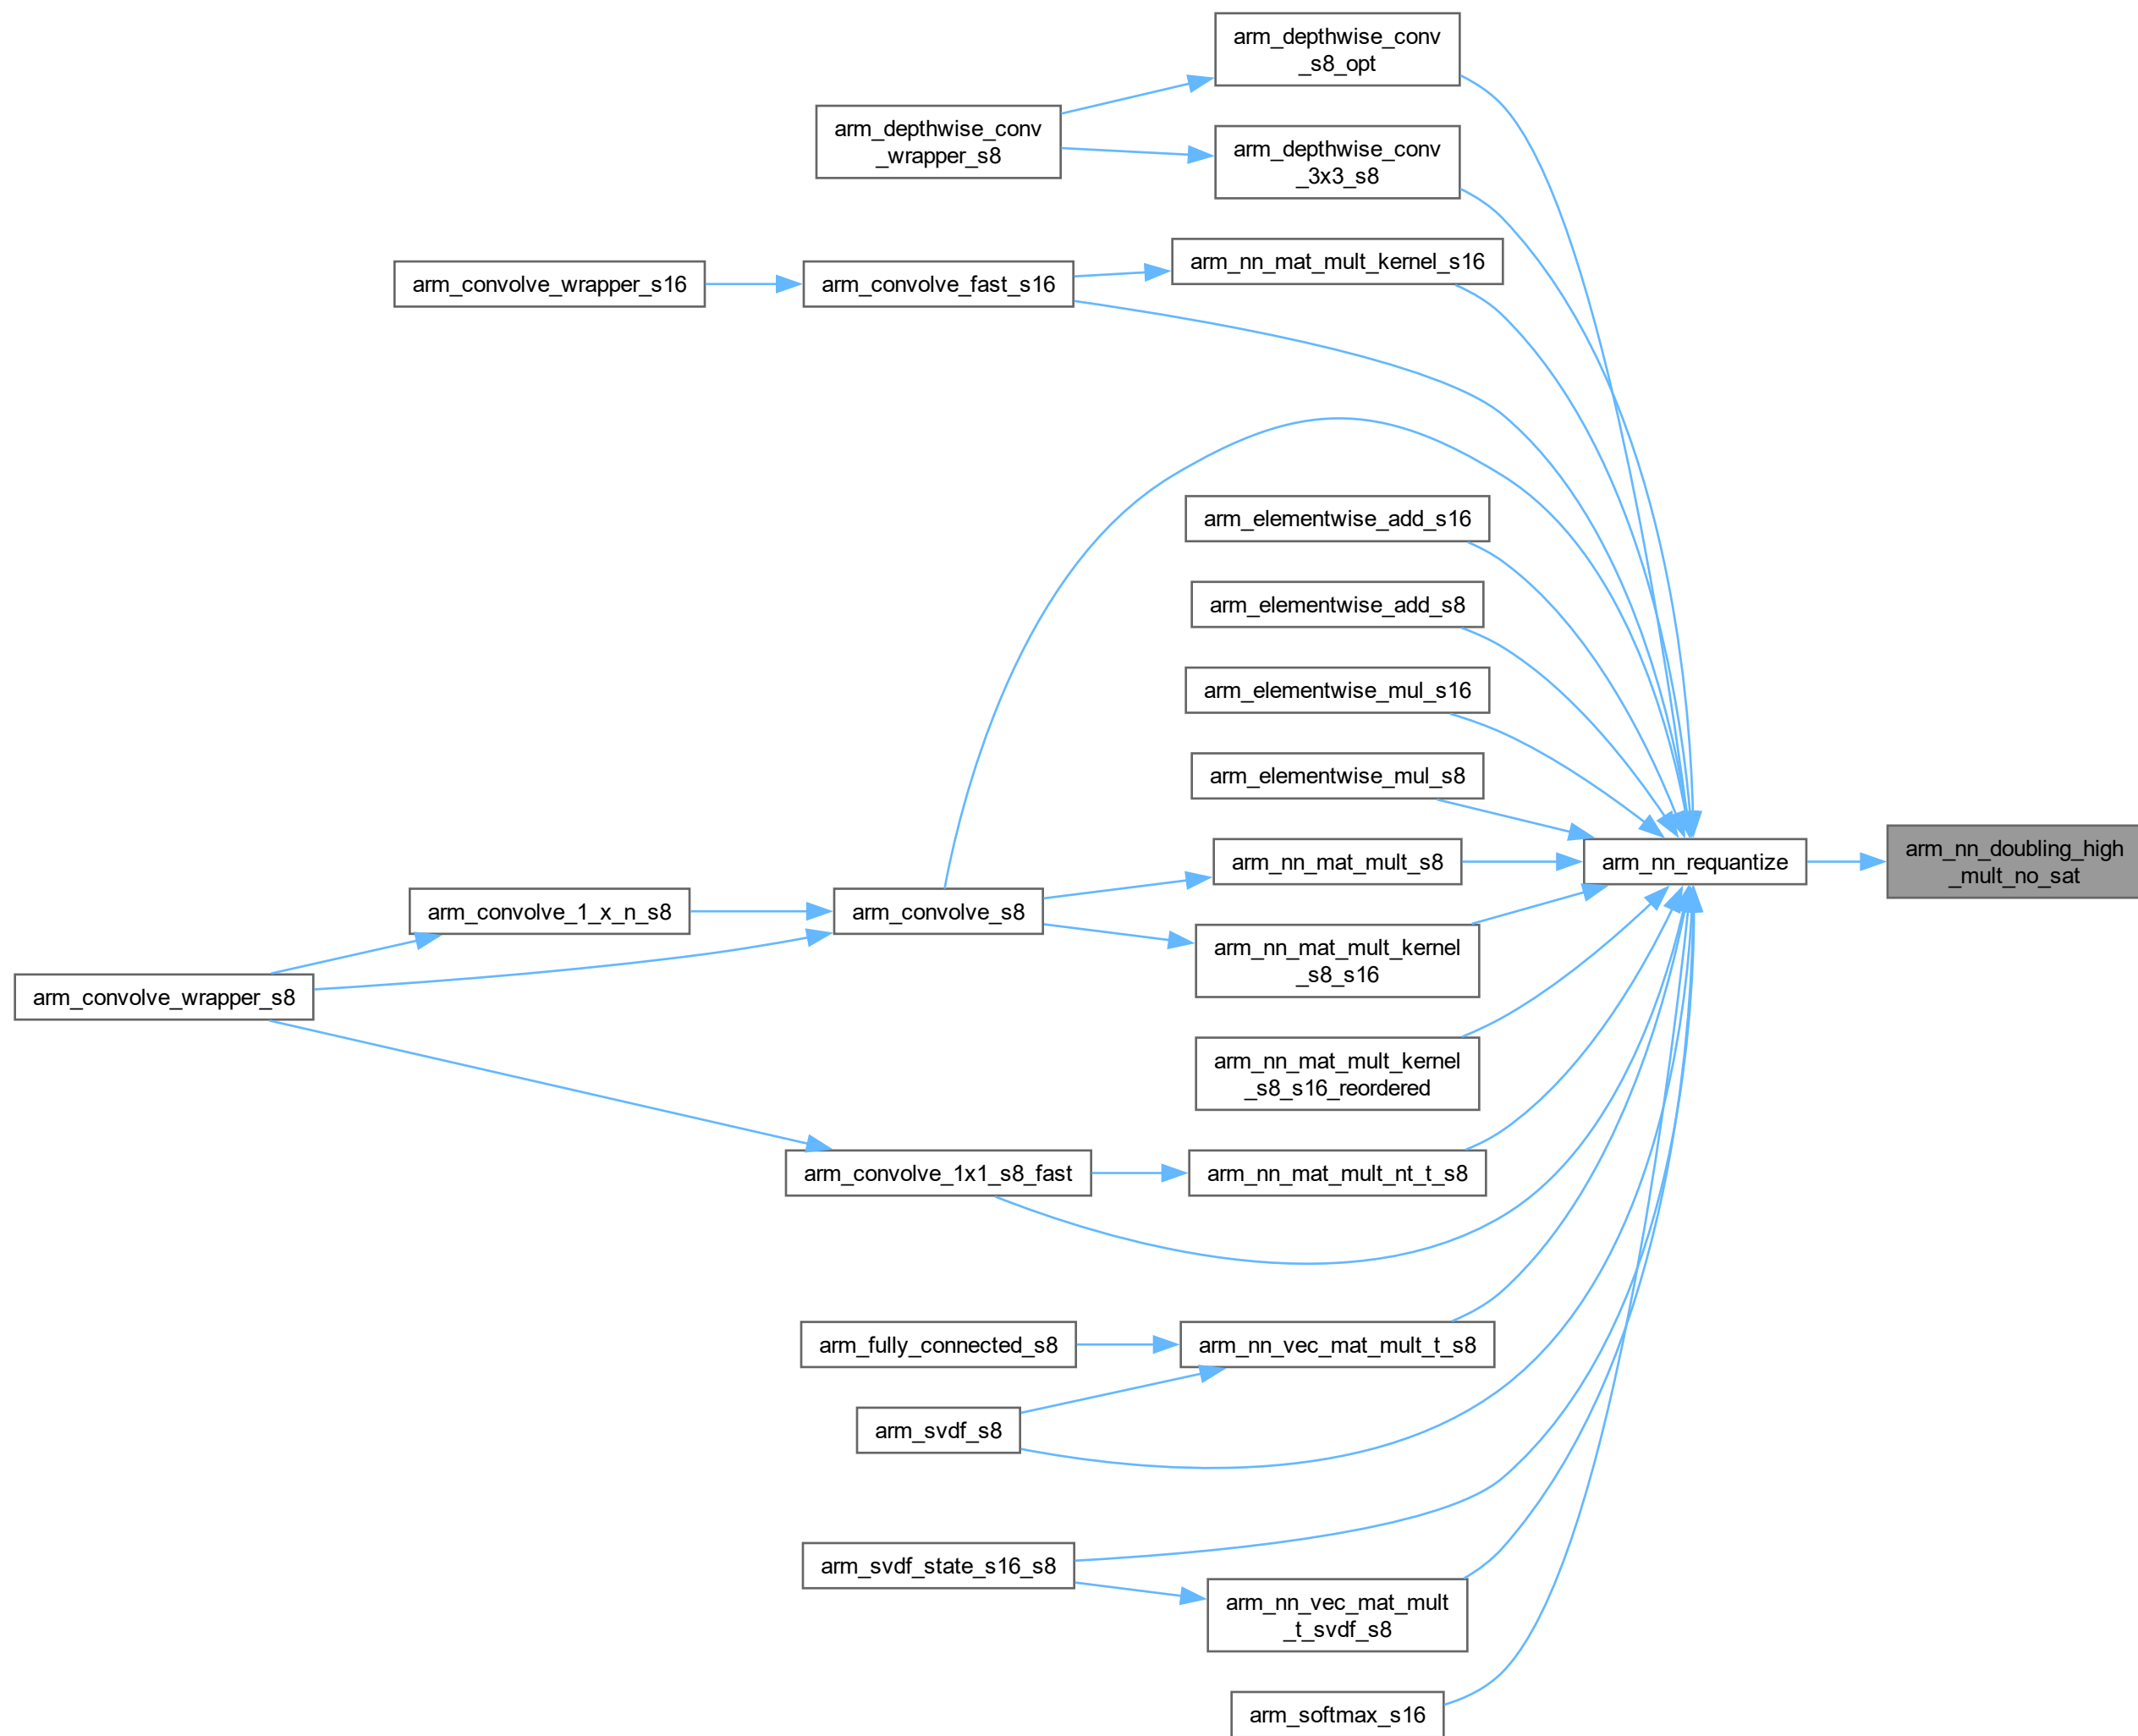 arm_depthwise_conv
_s8_opt
arm_depthwise_conv
_wrapper_s8
arm_depthwise_conv
_3x3_s8
arm_nn_mat_mult_kernel_s16
arm_convolve_wrapper_s16
arm_convolve_fast_s16
arm_elementwise_add_s16
arm_elementwise_add_s8
arm_elementwise_mul_s16
arm_elementwise_mul_s8
arm_nn_mat_mult_s8
arm_nn_requantize
arm_nn_doubling_high
_mult_no_sat
arm_convolve_1_x_n_s8
arm_convolve_s8
arm_nn_mat_mult_kernel
_s8_s16
arm_convolve_wrapper_s8
arm_nn_mat_mult_kernel
_s8_s16_reordered
arm_convolve_1x1_s8_fast
arm_nn_mat_mult_nt_t_s8
arm_fully_connected_s8
arm_nn_vec_mat_mult_t_s8
arm_svdf_s8
arm_svdf_state_s16_s8
arm_nn_vec_mat_mult
_t_svdf_s8
arm_softmax_s16